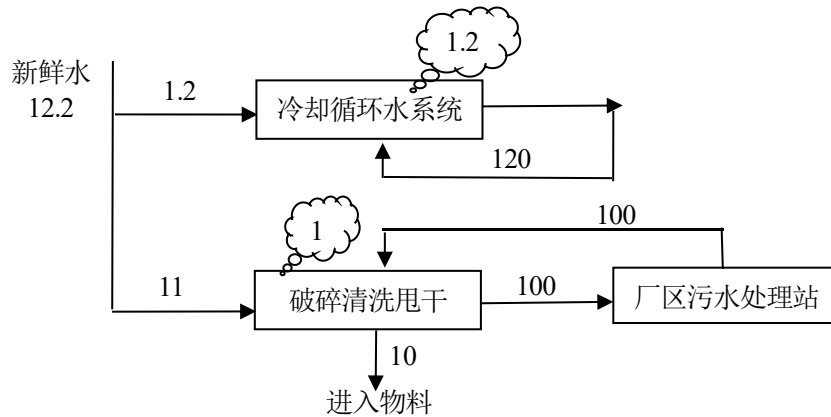 1.2
新鲜水
12.2
1.2
冷却循环水系统
120
1
100
11
破碎清洗甩干
100
厂区污水处理站
10
进入物料